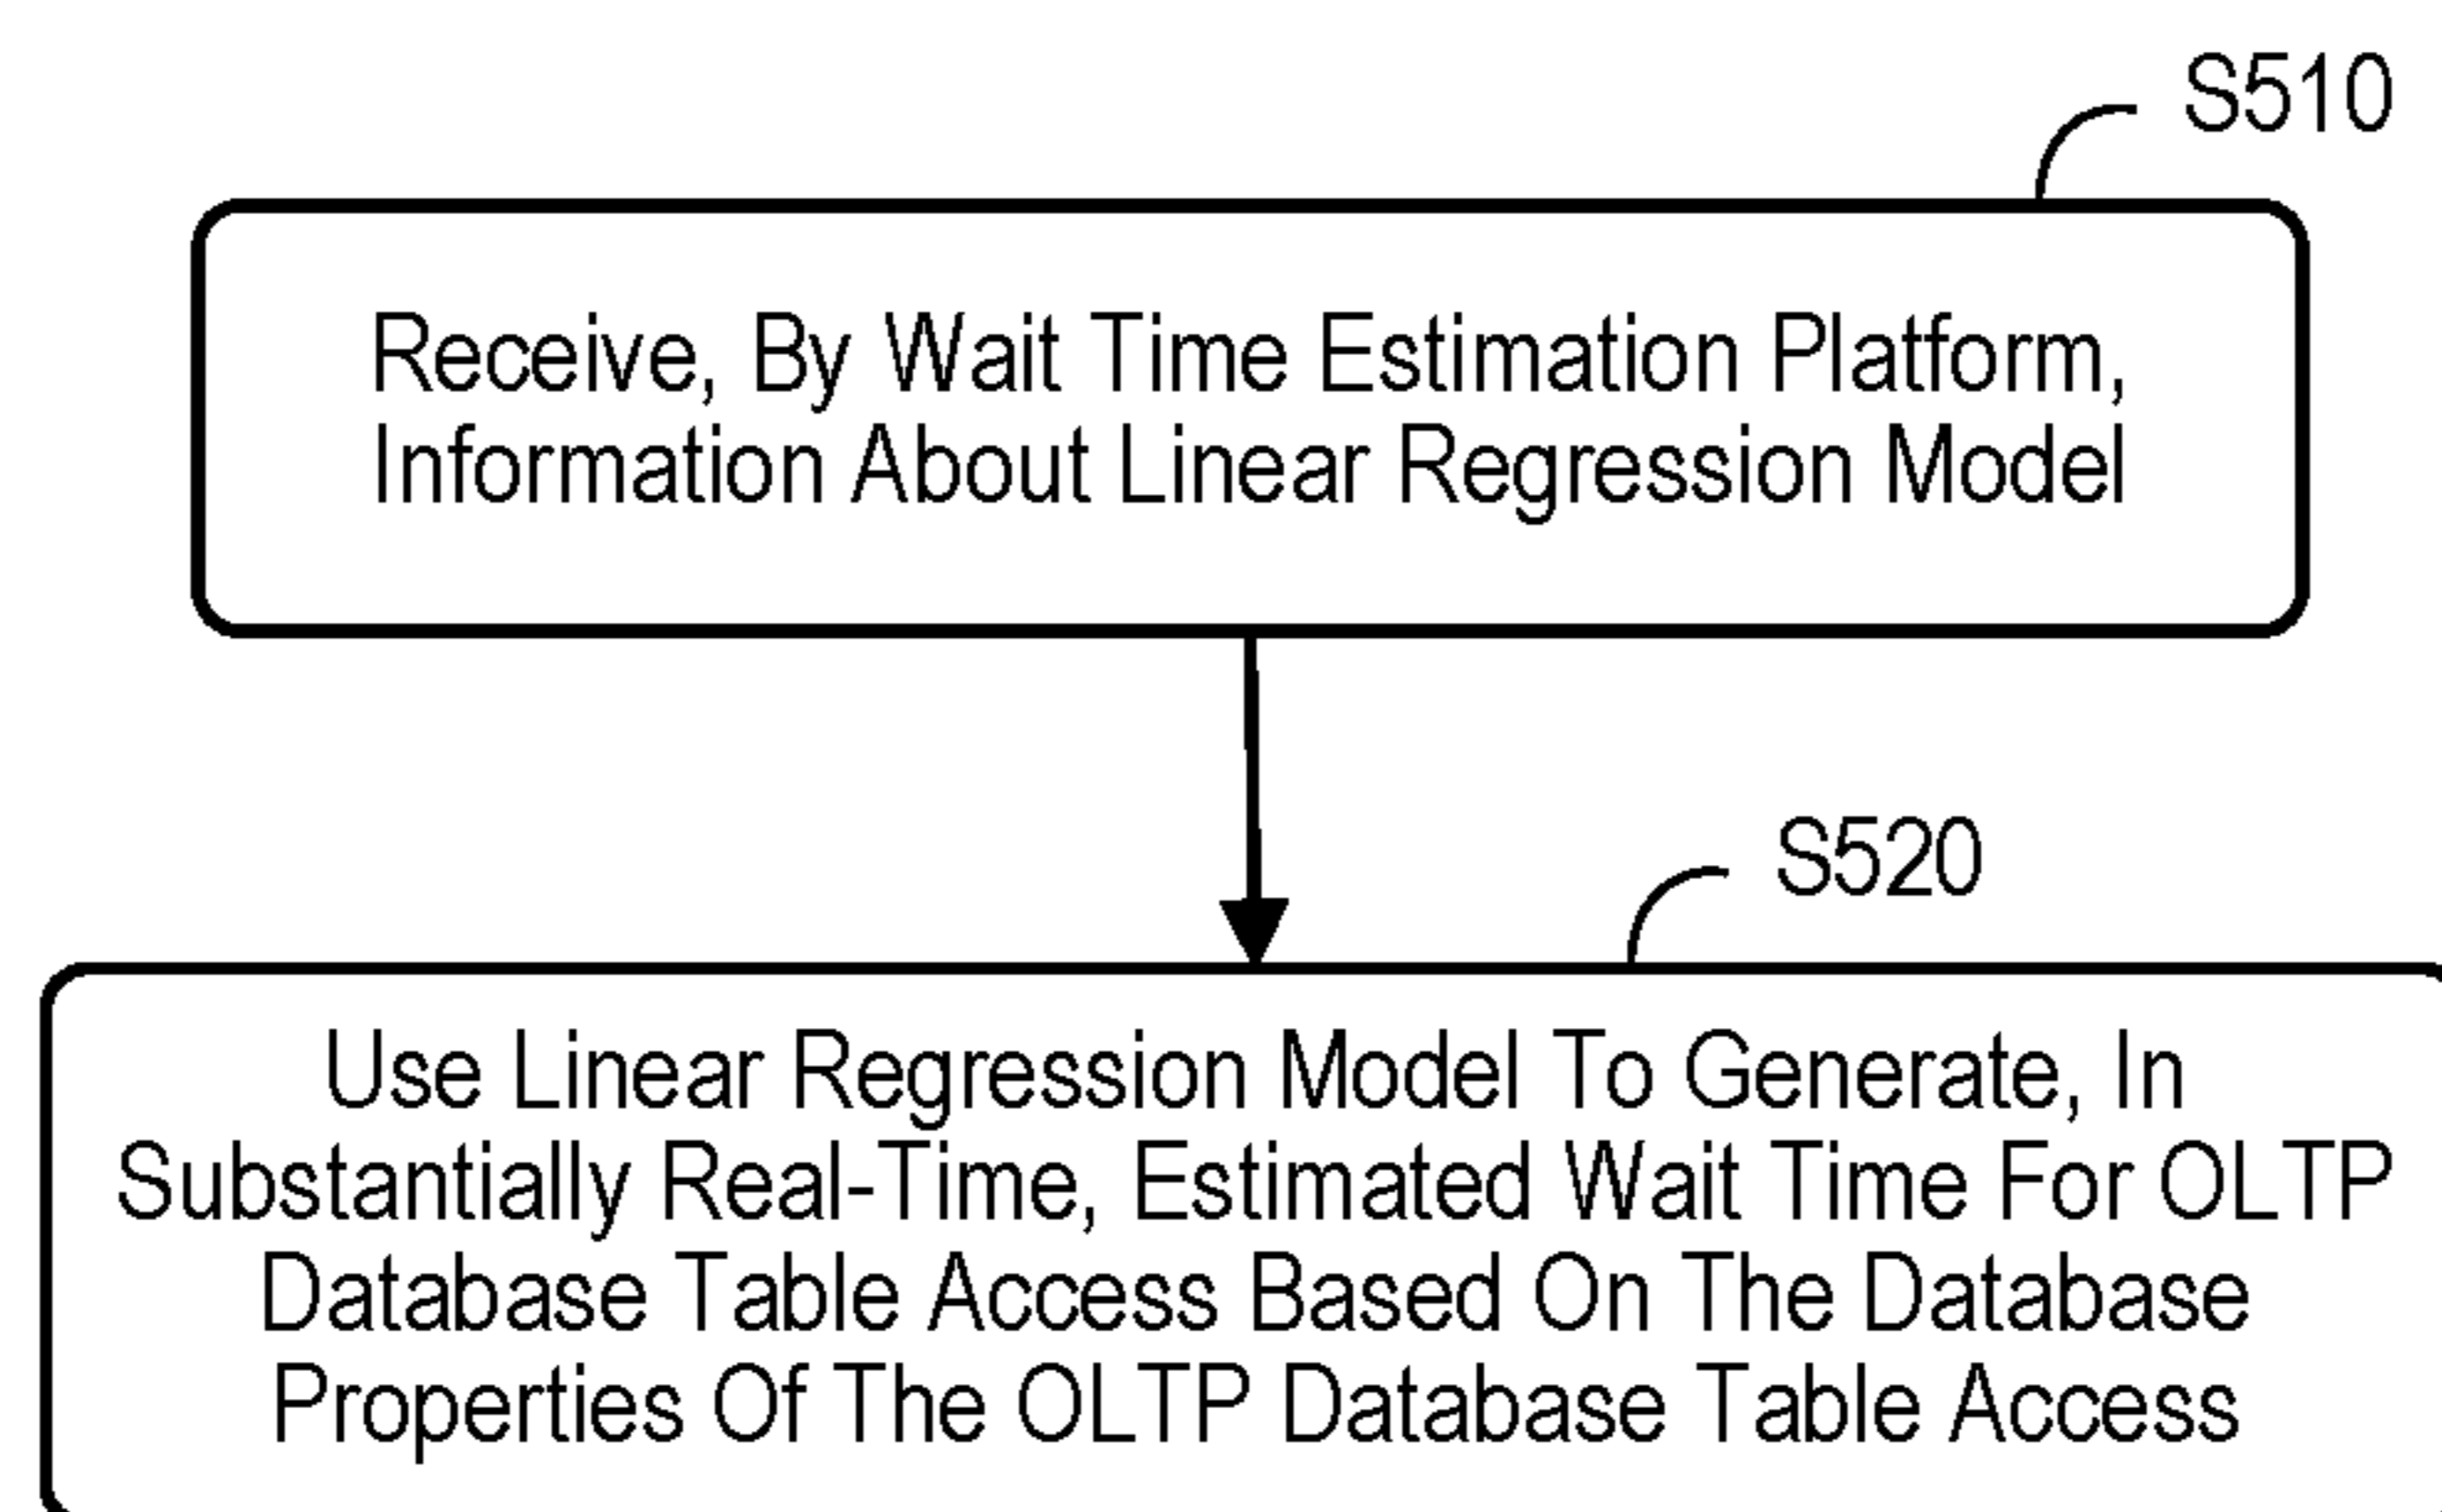 S510
Receive, By Wait Time Estimation Platform,
Information About Linear Regression Model
S520
Use Linear Regression Model To Generate, In
Substantially Real-Time, Estimated Wait Time For OLTP
Database Table Access Based On The Database
Properties Of The OLTP Database Table Access